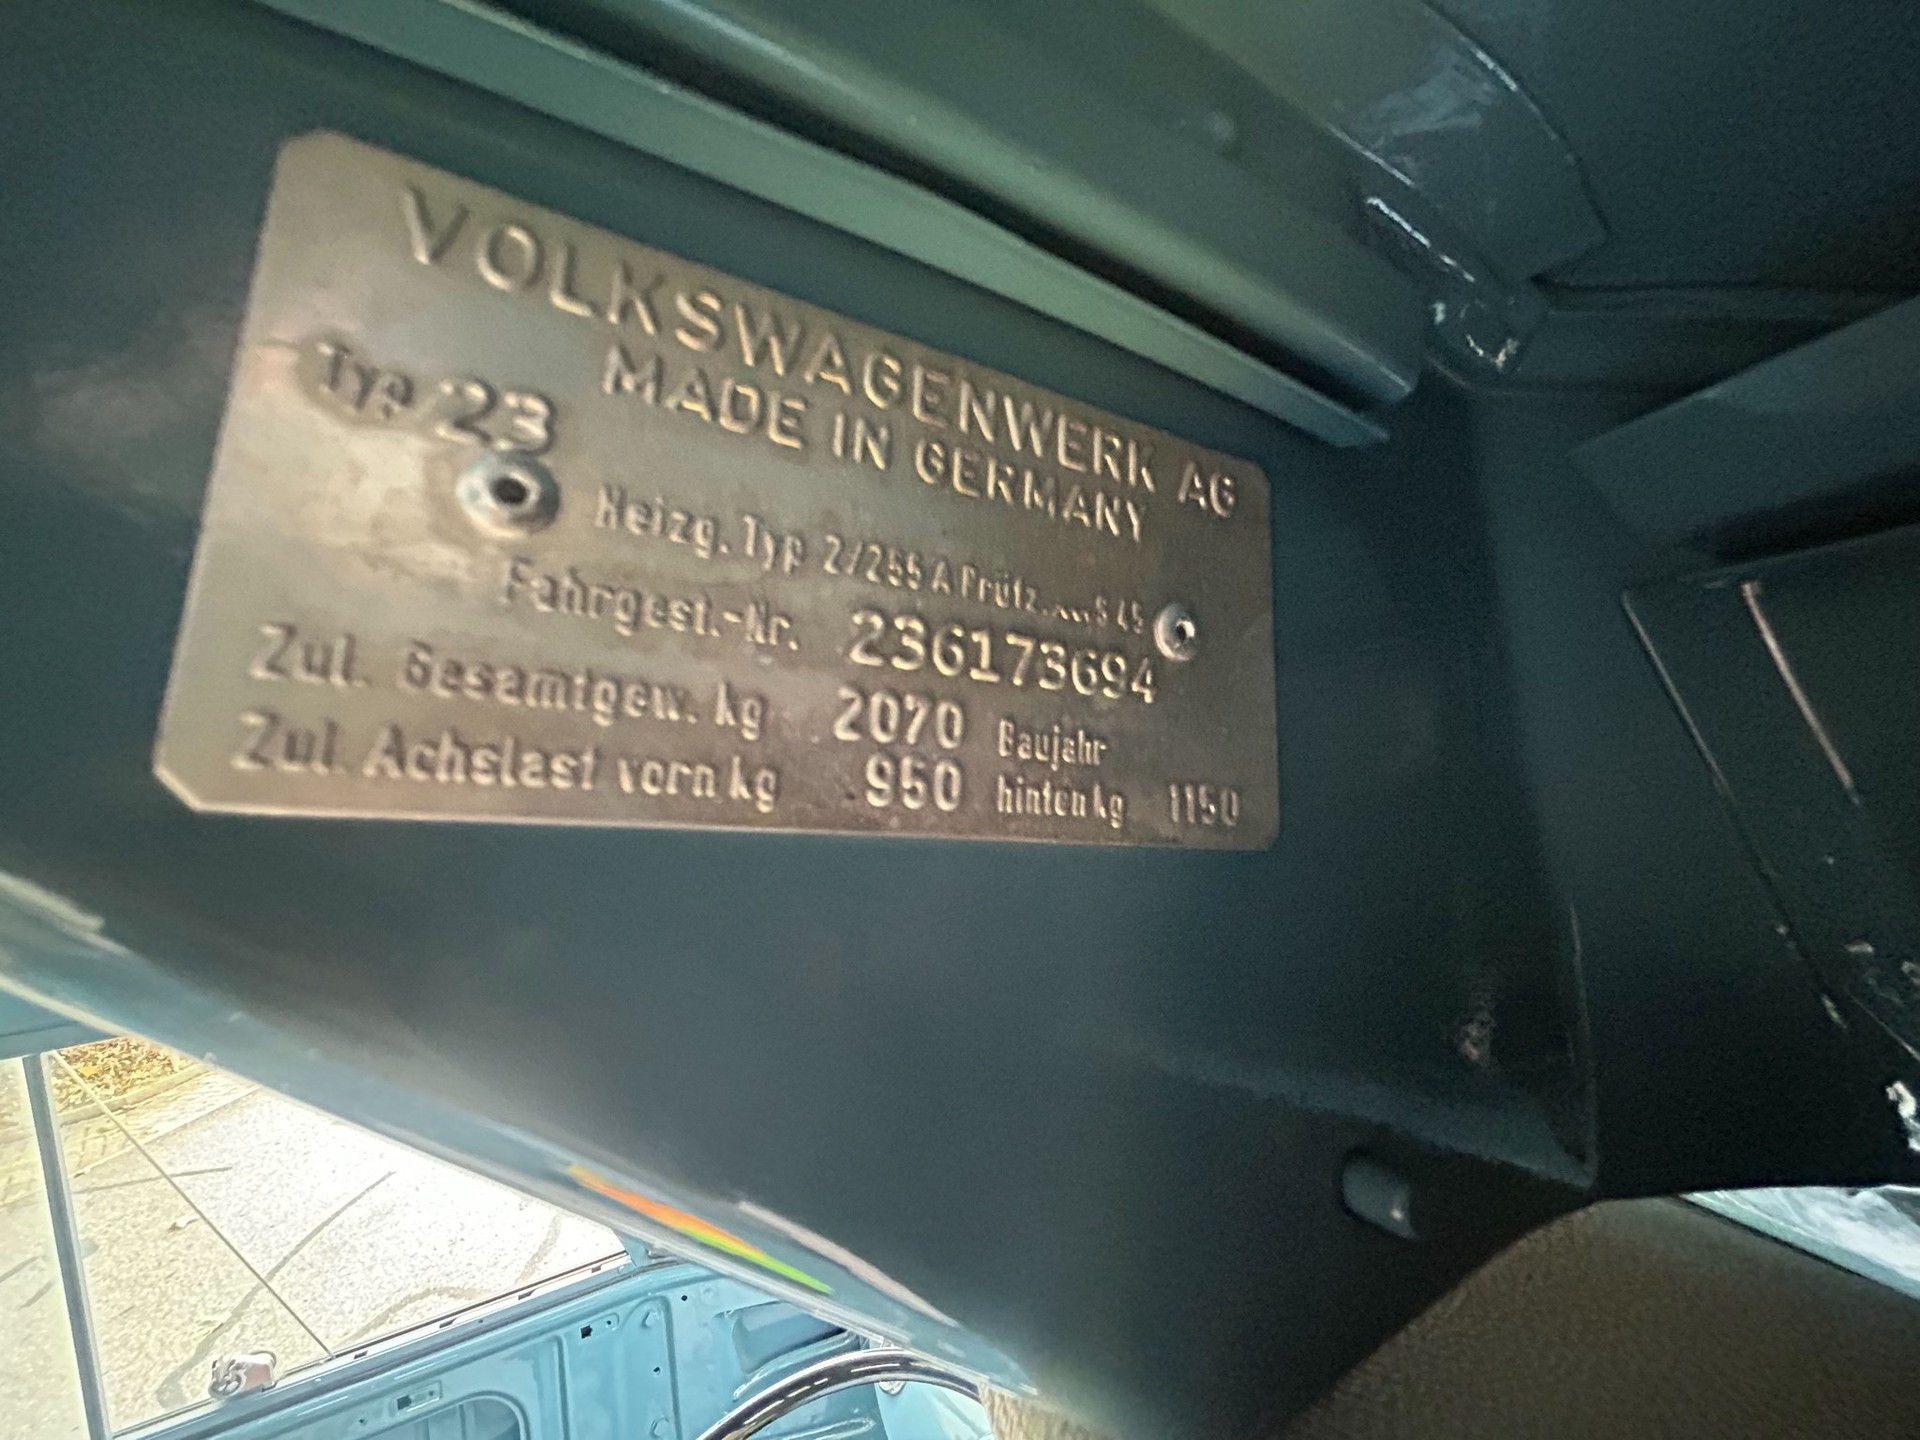 VOLKSWAGENWERK AG
MADE IN GERMANY
Typ 23
Heizg. Typ 2/255 A Prüfz. ~~~S 45
Fahrgest.-Nr. 236173694
Zul. Gesamtgew. kg 2070 Baujahr
Zul. Achslast vorn kg 950 hinten kg 1150